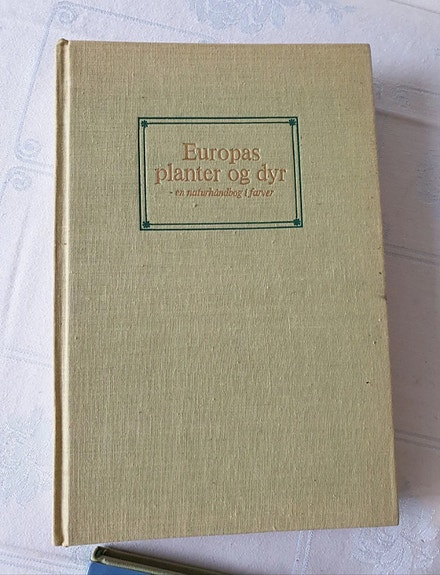 Europas
planter og dyr
- en naturhåndbog i farver